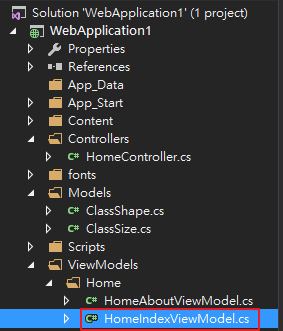 Solution 'WebApplication1' (1 project)
WebApplication1
Properties
References
App_Data
App_Start
Content
Controllers
C# HomeController.cs
fonts
Models
C# ClassShape.cs
C# ClassSize.cs
Scripts
ViewModels
Home
C# HomeAboutViewModel.cs
C# HomeIndexViewModel.cs